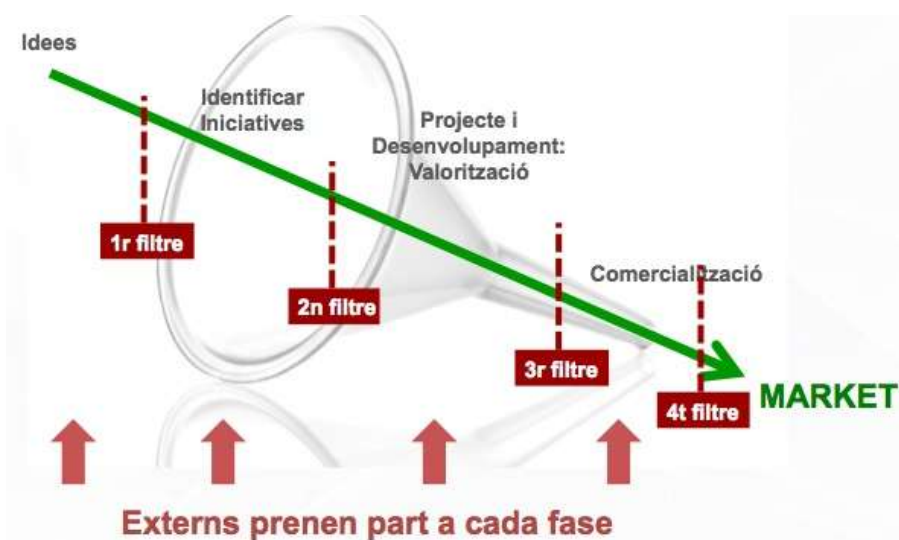 Idees
Identificar
Iniciatives
Projecte i
Desenvolupament:
Valorització
1r filtre
2n filtre
Comercialització
3r filtre
4t filtre
MARKET
Externs prenen part a cada fase